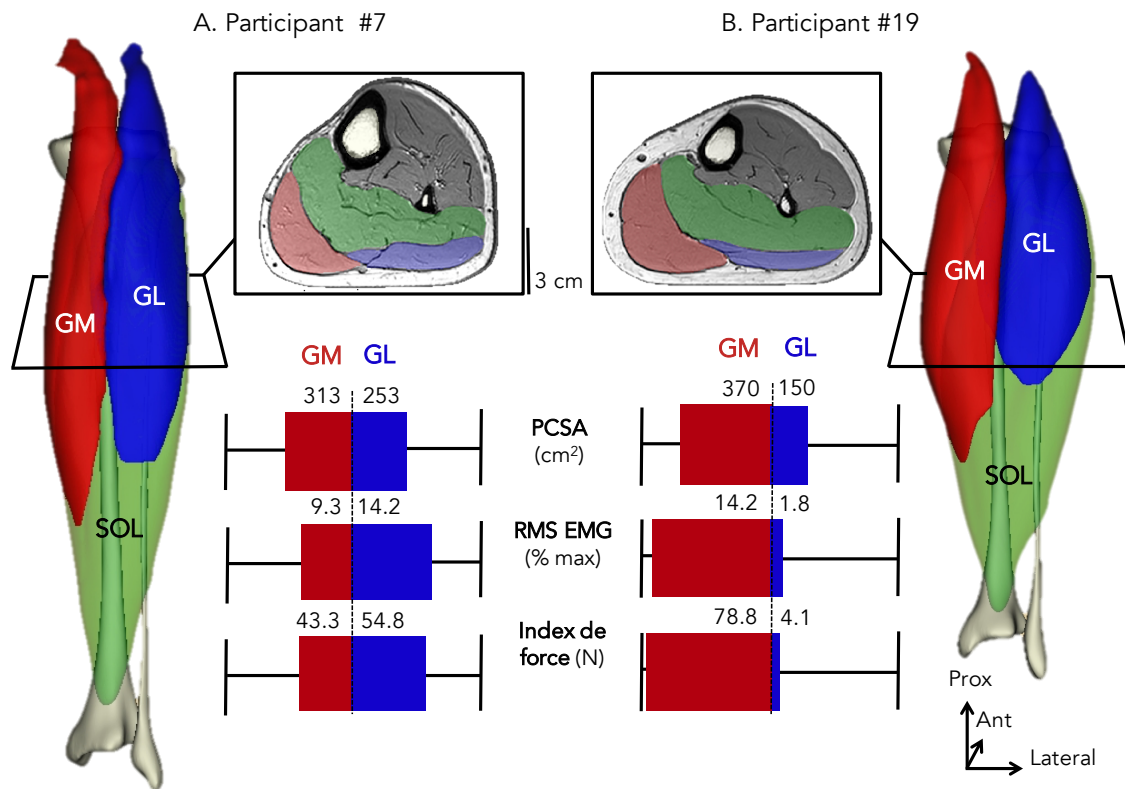 A. Participant #7
B. Participant #19
GM
GL
SOL
3 cm
GM
GL
SOL
GM GL
313 253
9.3 14.2
43.3 54.8
PCSA
(cm²)
RMS EMG
(% max)
Index de
force (N)
GM GL
370 150
14.2 1.8
78.8 4.1
Prox
Ant
Lateral